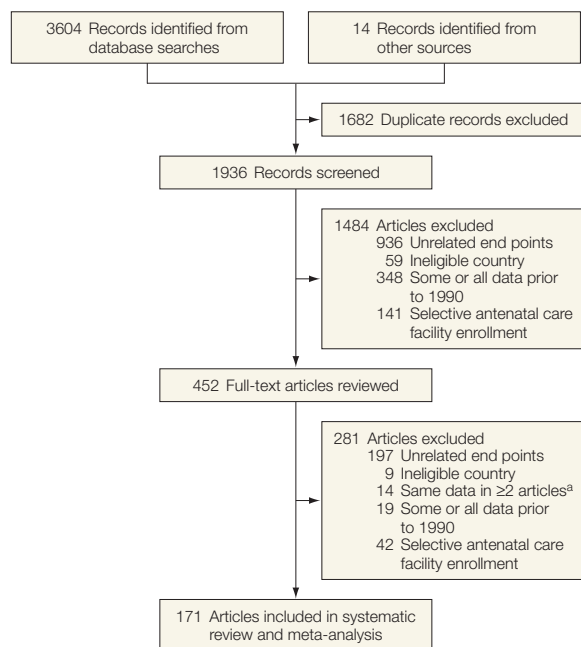 3604 Records identified from
database searches
14 Records identified from
other sources
1682 Duplicate records excluded
1936 Records screened
1484 Articles excluded
936 Unrelated end points
59 Ineligible country
348 Some or all data prior
to 1990
141 Selective antenatal care
facility enrollment
452 Full-text articles reviewed
281 Articles excluded
197 Unrelated end points
9 Ineligible country
14 Same data in ≥2 articlesᵃ
19 Some or all data prior
to 1990
42 Selective antenatal care
facility enrollment
171 Articles included in systematic
review and meta-analysis